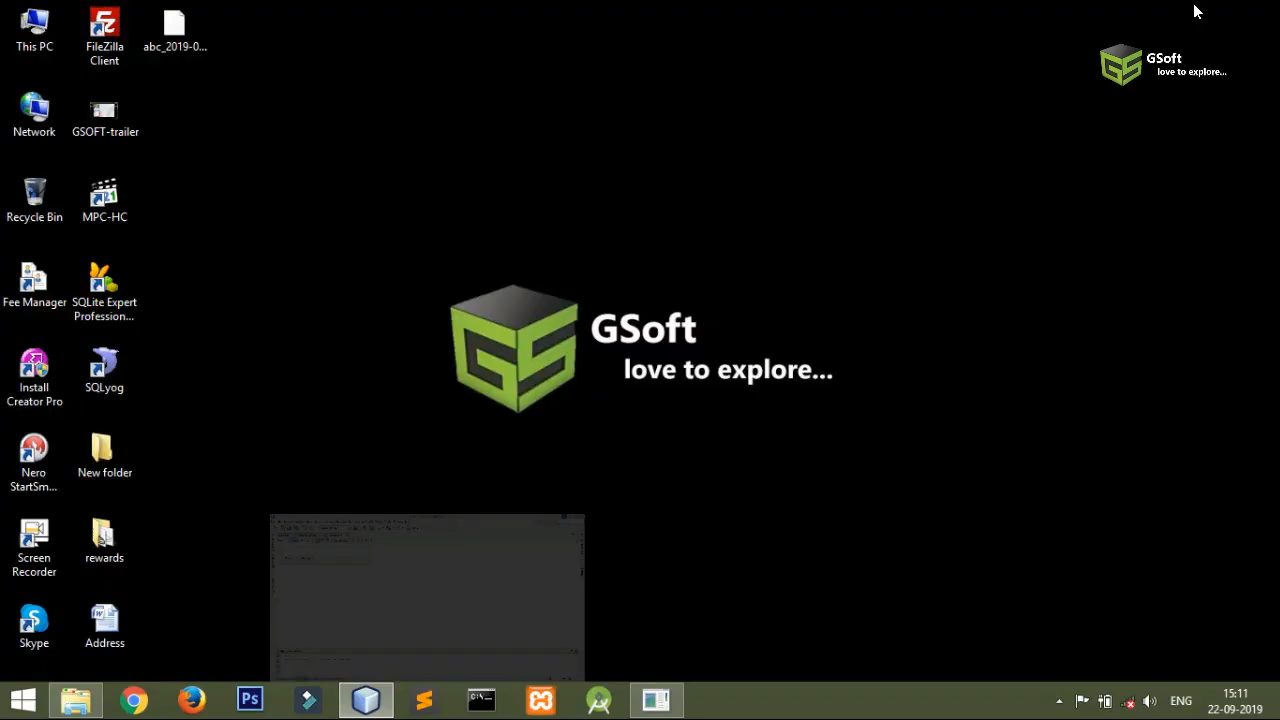 This PC
FileZilla
Client
abc_2019-0...
GSoft
love to explore...
Network
GSOFT-trailer
Recycle Bin
MPC-HC
Fee Manager
SQLite Expert
Profession...
GSoft
love to explore...
Install
Creator Pro
SQLyog
Nero
StartSm...
New folder
Screen
Recorder
rewards
Skype
Address
Ps
ENG
15:11
22-09-2019